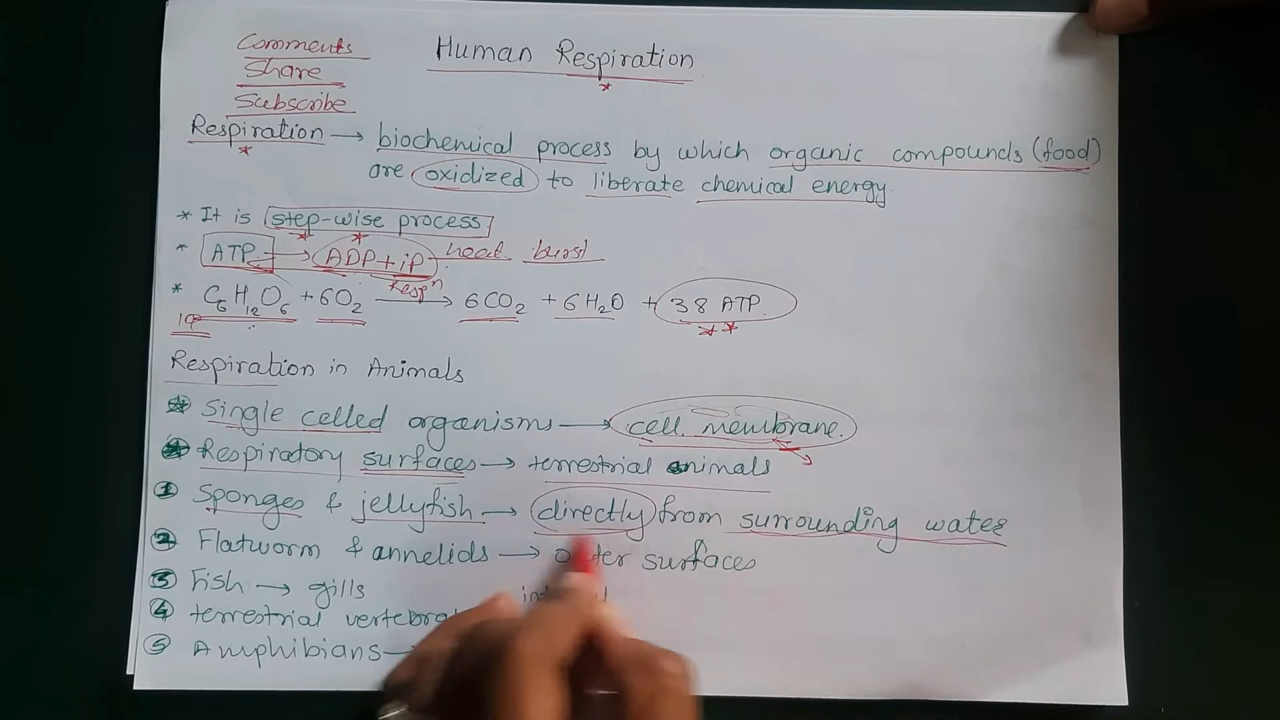 Comments
Share
Subscribe
Human Respiration
*
Respiration → biochemical process by which organic compounds (food)
*
are oxidized to liberate chemical energy.
* It is step-wise process
* ATP → ADP + iP heat burst
* C6H12O6 + 6O2 → 6CO2 + 6H2O + 38 ATP.
Respn
Respiration in Animals
* Single celled organisms → cell membrane.
* Respiratory surfaces → terrestrial animals
① Sponges & jellyfish → directly from surrounding water
② Flatworm & annelids → outer surfaces
③ Fish → gills
④ terrestrial
⑤ Amphibians →